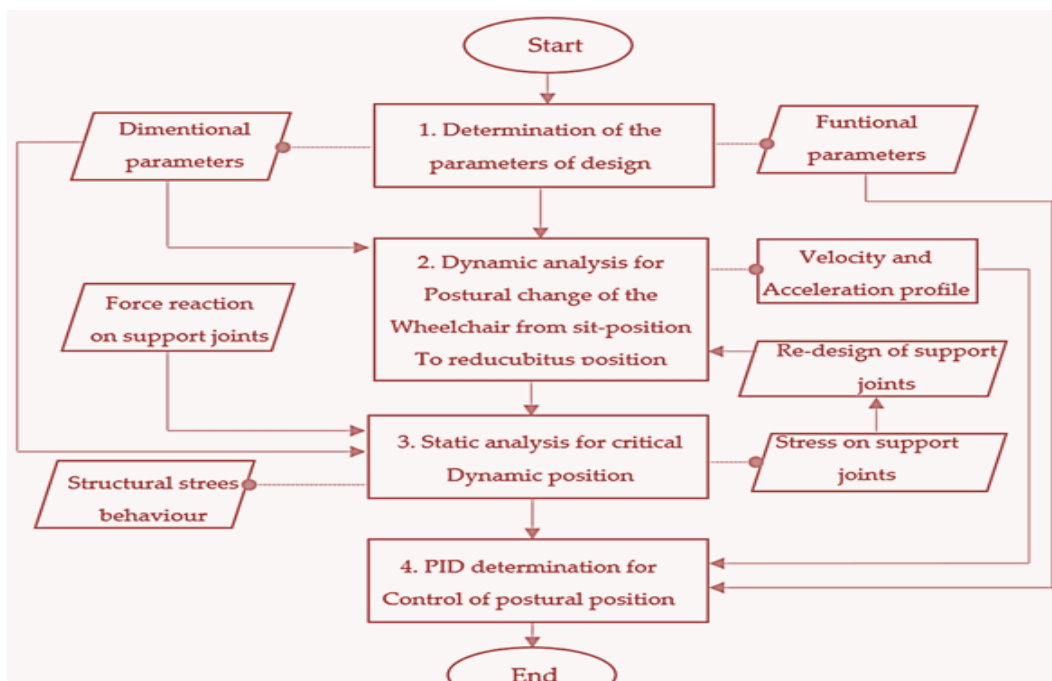 Start
Dimentional
parameters
1. Determination of the
parameters of design
Funtional
parameters
2. Dynamic analysis for
Postural change of the
Wheelchair from sit-position
To reducubitus position
Velocity and
Acceleration profile
Force reaction
on support joints
Re-design of support
joints
3. Static analysis for critical
Dynamic position
Stress on support
joints
Structural strees
behaviour
4. PID determination for
Control of postural position
End